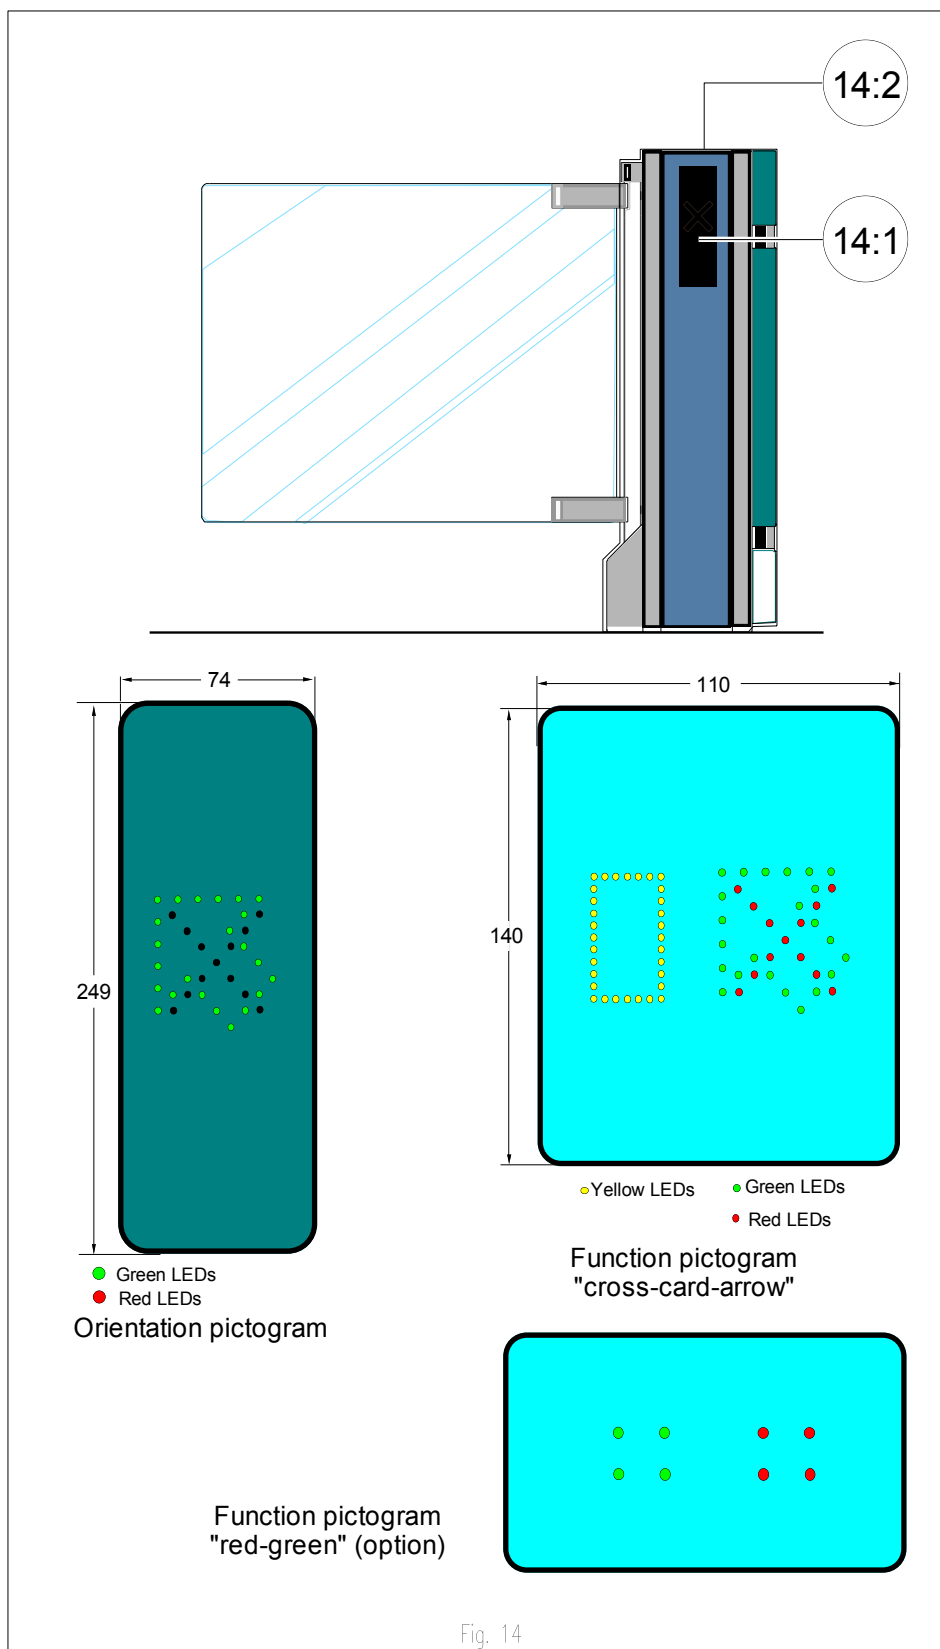 14:2
14:1
74
110
249
140
Yellow LEDs
Green LEDs
Red LEDs
Function pictogram
"cross-card-arrow"
Green LEDs
Red LEDs
Orientation pictogram
Function pictogram
"red-green" (option)
Fig. 14